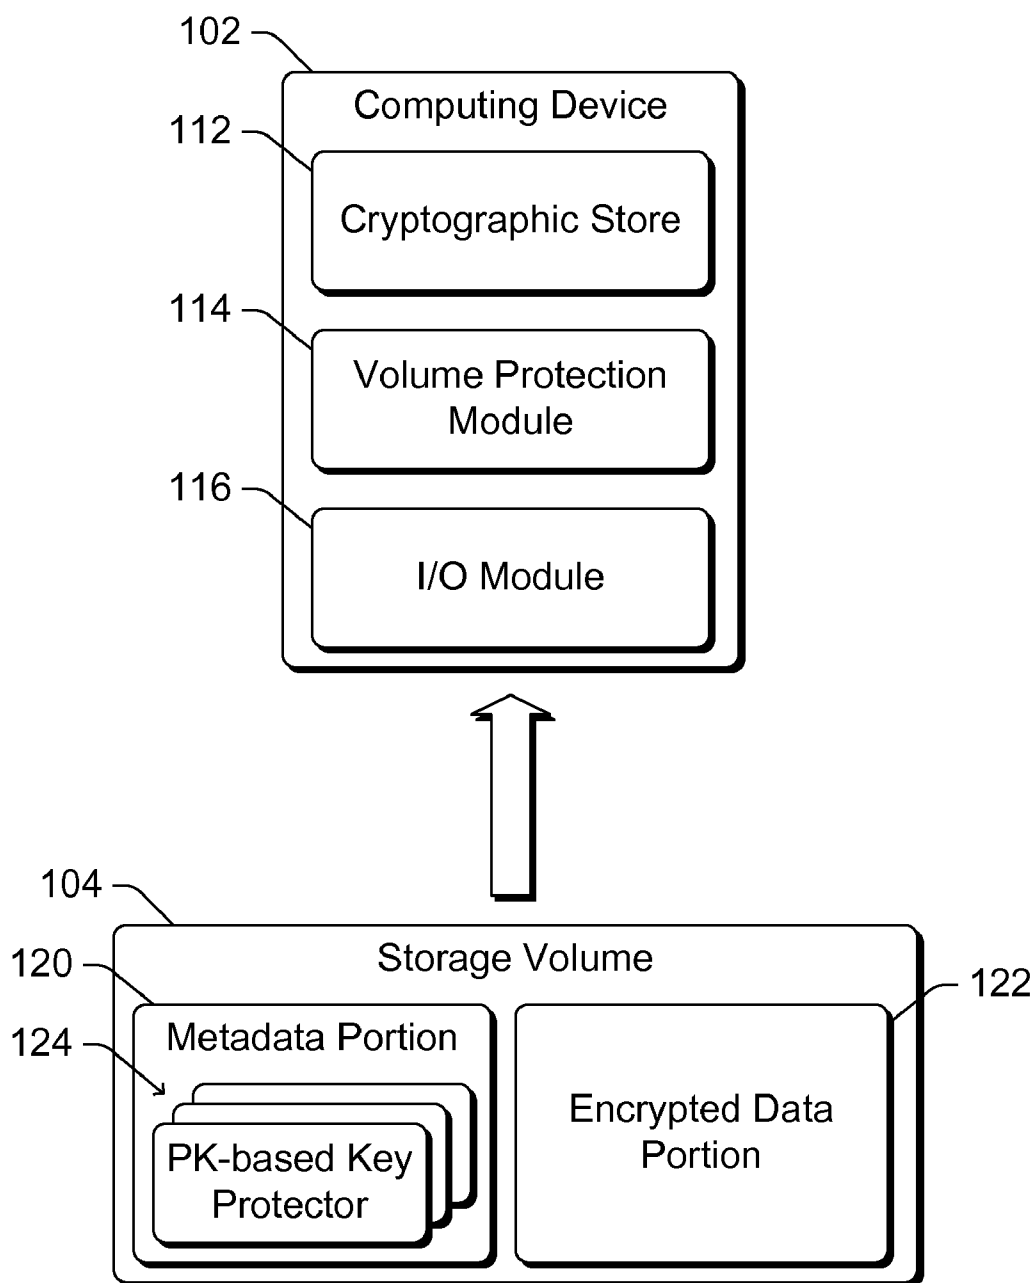 102
Computing Device
112
Cryptographic Store
114
Volume Protection
Module
116
I/O Module
104
Storage Volume
120
122
Metadata Portion
124
Encrypted Data
Portion
PK-based Key
Protector